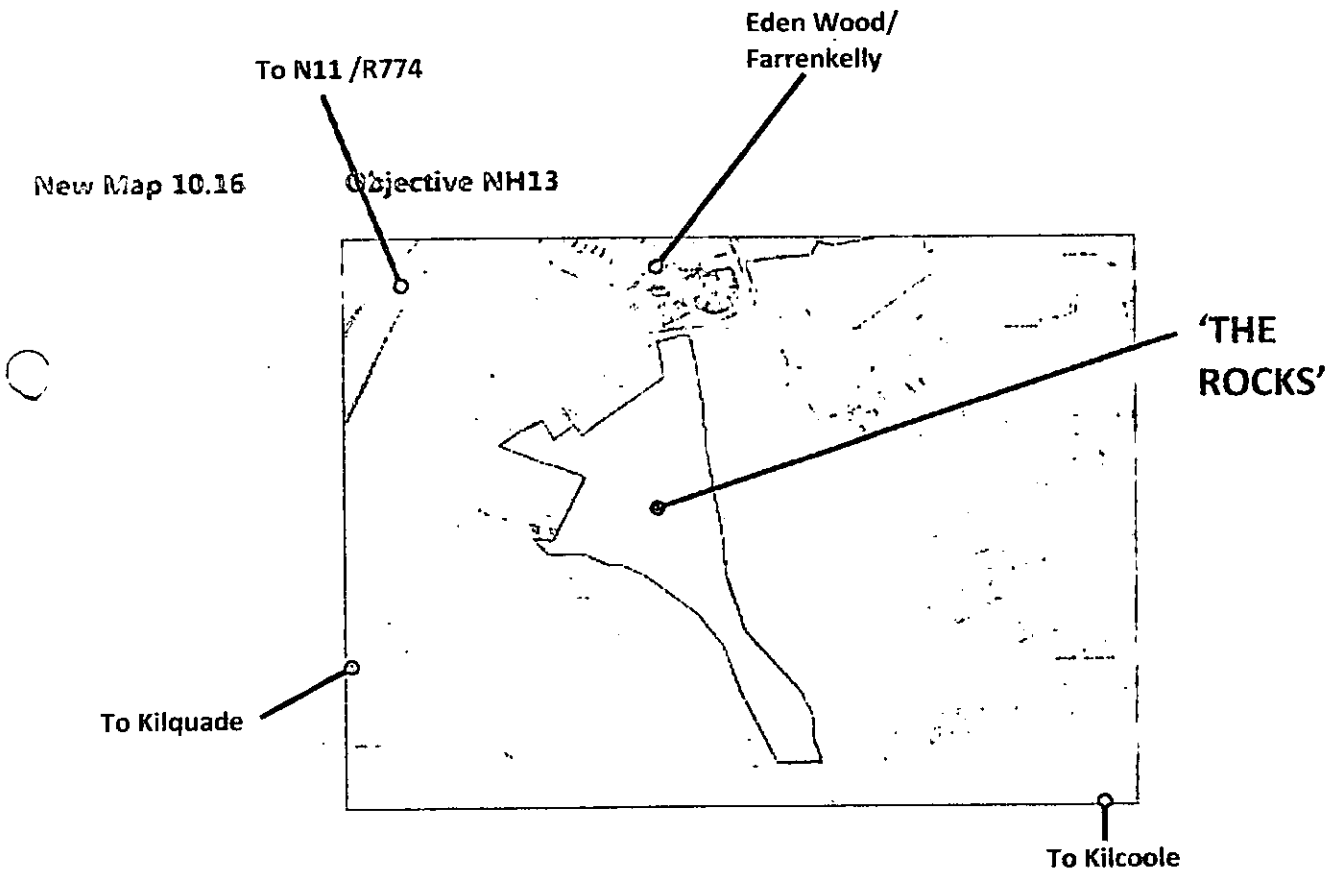 Eden Wood/
Farrenkelly
To N11 /R774
New Map 10.16 Objective NH13
'THE
ROCKS'
To Kilquade
To Kilcoole